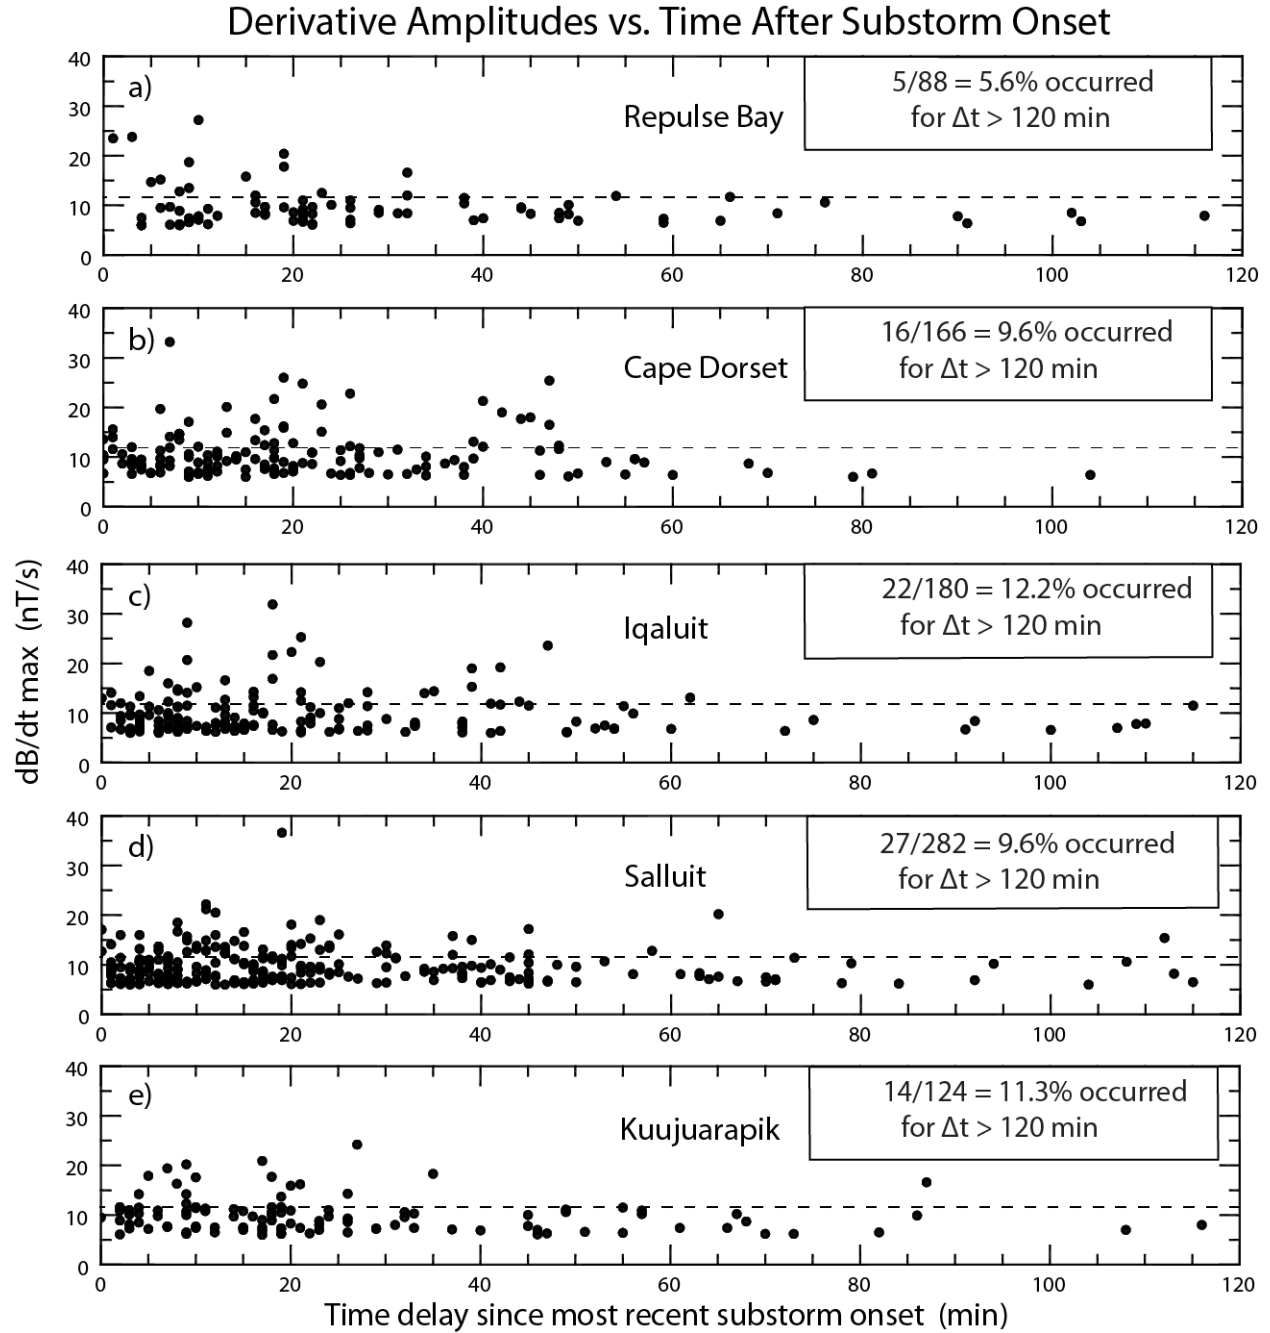 Derivative Amplitudes vs. Time After Substorm Onset
40
30
20
10
0
a)
Repulse Bay
5/88 = 5.6% occurred
for Δt > 120 min
0 20 40 60 80 100 120
40
30
20
10
0
b)
Cape Dorset
16/166 = 9.6% occurred
for Δt > 120 min
0 20 40 60 80 100 120
dB/dt max (nT/s)
40
30
20
10
0
c)
Iqaluit
22/180 = 12.2% occurred
for Δt > 120 min
0 20 40 60 80 100 120
40
30
20
10
0
d)
Salluit
27/282 = 9.6% occurred
for Δt > 120 min
0 20 40 60 80 100 120
40
30
20
10
0
e)
Kuujuarapik
14/124 = 11.3% occurred
for Δt > 120 min
0 20 40 60 80 100 120
Time delay since most recent substorm onset (min)